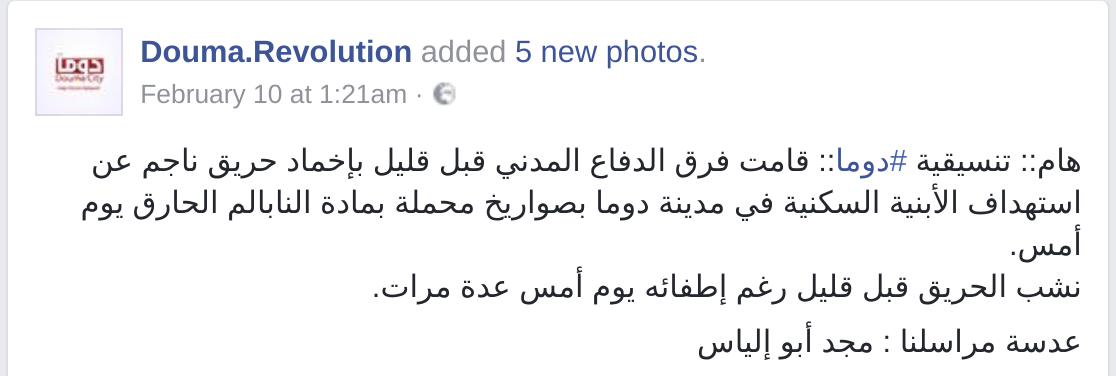 دوما
Douma City
Douma.Revolution added 5 new photos.
February 10 at 1:21am ·
هام:: تنسيقية #دوما:: قامت فرق الدفاع المدني قبل قليل بإخماد حريق ناجم عن
استهداف الأبنية السكنية في مدينة دوما بصواريخ محملة بمادة النابالم الحارق يوم
أمس.
نشب الحريق قبل قليل رغم إطفائه يوم أمس عدة مرات.
عدسة مراسلنا : مجد أبو إلياس